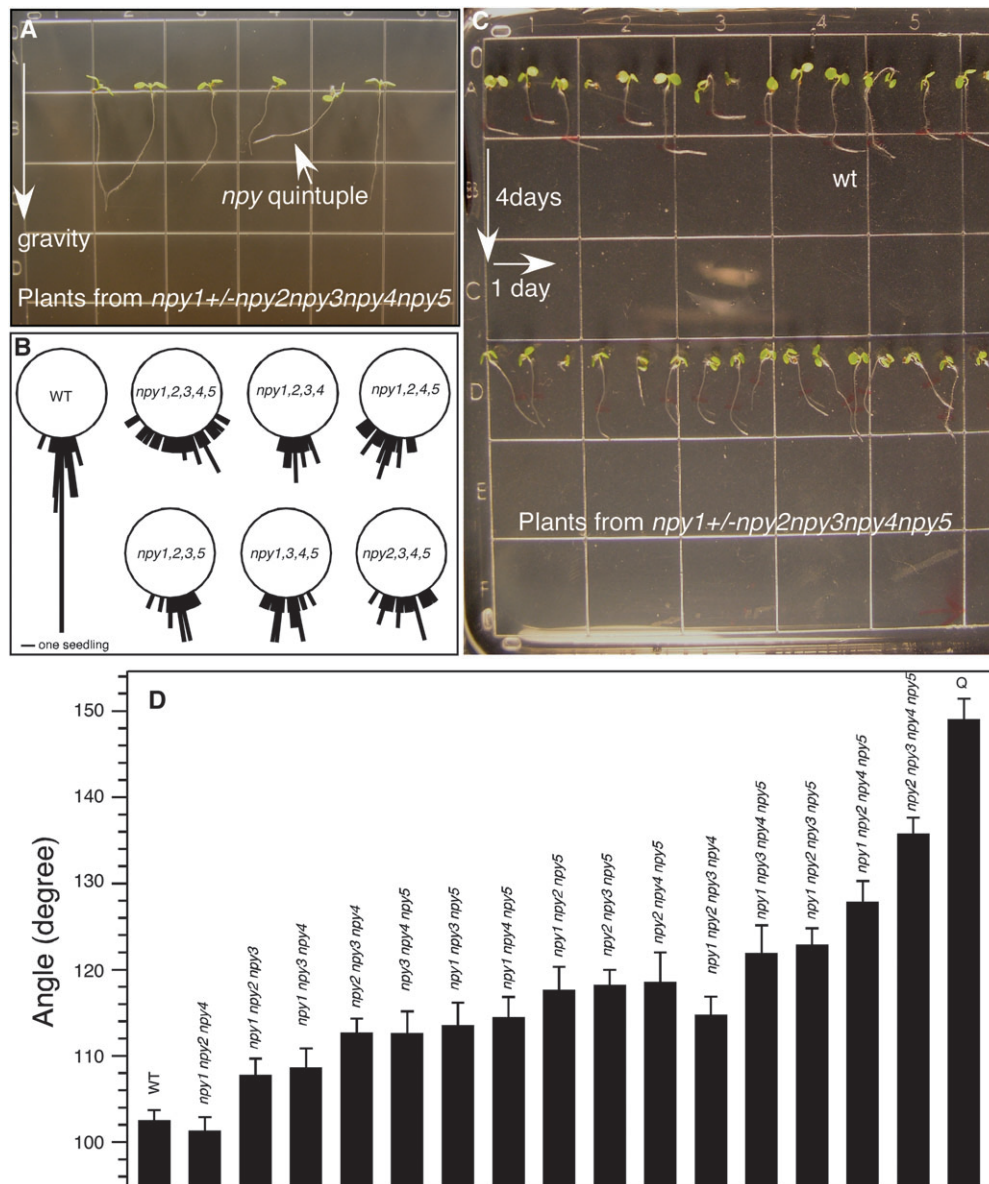 A
npy quintuple
gravity
Plants from npy1+/-npy2npy3npy4npy5
B
WT
npy1,2,3,4,5
npy1,2,3,4
npy1,2,4,5
npy1,2,3,5
npy1,3,4,5
npy2,3,4,5
one seedling
C
1 2 3 4 5
A
wt
B
4days
1 day
C
D
E
Plants from npy1+/-npy2npy3npy4npy5
F
D
Angle (degree)
150
140
130
120
110
100
WT
npy1 npy2 npy4
npy1 npy2 npy3
npy1 npy3 npy4
npy2 npy3 npy4
npy3 npy4 npy5
npy1 npy3 npy5
npy1 npy4 npy5
npy1 npy2 npy5
npy2 npy3 npy5
npy2 npy4 npy5
npy1 npy2 npy3 npy4
npy1 npy3 npy4 npy5
npy1 npy2 npy3 npy5
npy1 npy2 npy4 npy5
npy2 npy3 npy4 npy5
Q